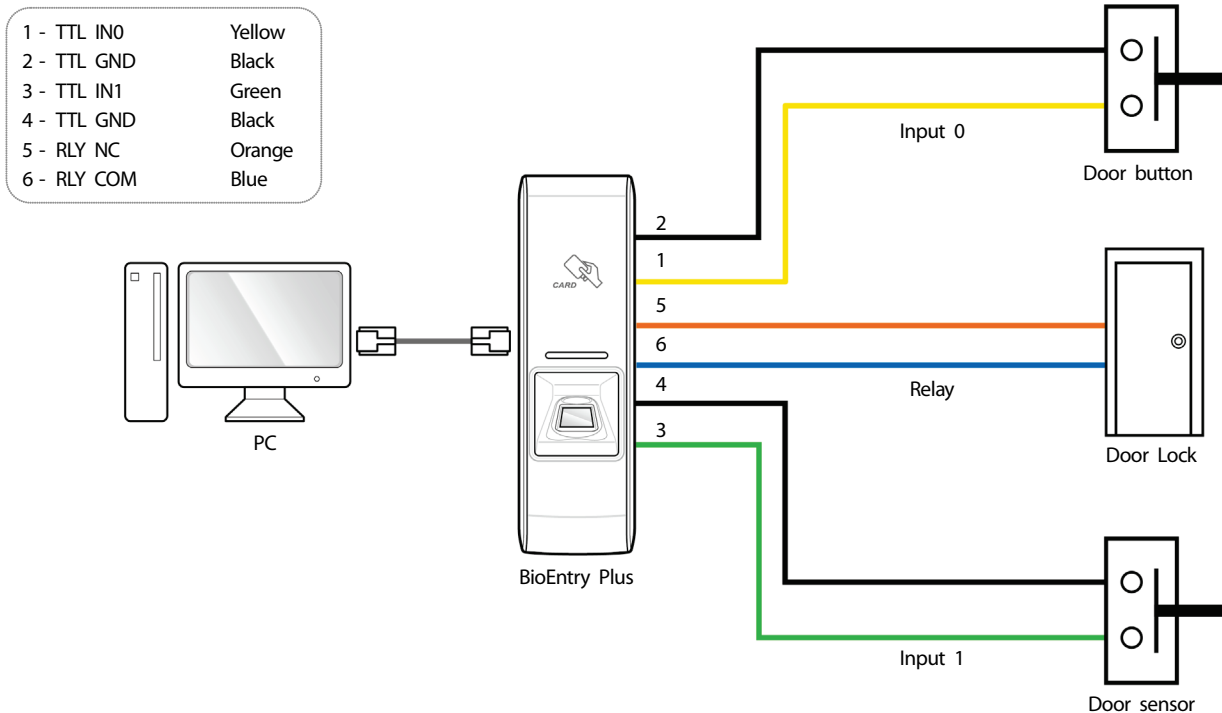 1 - TTL IN0 Yellow
2 - TTL GND Black
3 - TTL IN1 Green
4 - TTL GND Black
5 - RLY NC Orange
6 - RLY COM Blue
Input 0
Door button
2
1
CARD
5
6
4
3
Relay
PC
Door Lock
BioEntry Plus
Input 1
Door sensor